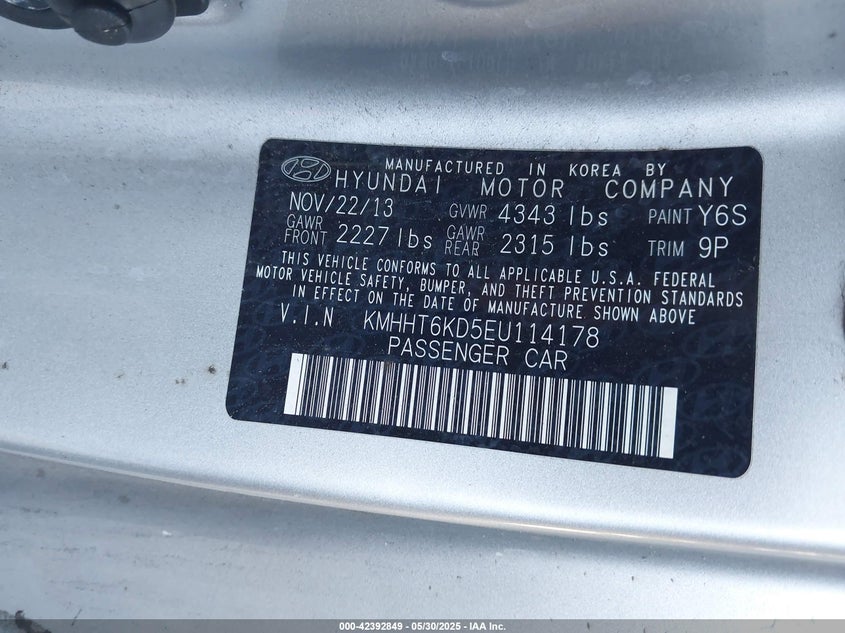 MANUFACTURED IN KOREA BY
HYUNDAI MOTOR COMPANY
NOV/22/13 GVWR 4343 lbs PAINT Y6S
GAWR FRONT 2227 lbs GAWR REAR 2315 lbs TRIM 9P
THIS VEHICLE CONFORMS TO ALL APPLICABLE U.S.A. FEDERAL
MOTOR VEHICLE SAFETY, BUMPER, AND THEFT PREVENTION STANDARDS
IN EFFECT ON THE DATE OF MANUFACTURE SHOWN ABOVE
V.I.N KMHHT6KD5EU114178
PASSENGER CAR
000-42392849 - 05/30/2025 - IAA Inc.